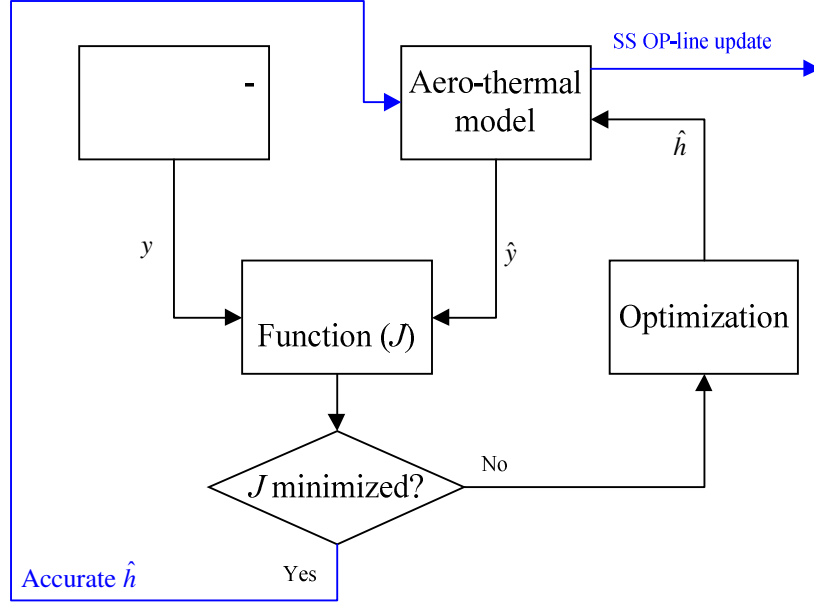 SS OP-line update
-
Aero-thermal
model
ĥ
y
ŷ
Function (J)
Optimization
J minimized?
No
Yes
Accurate ĥ